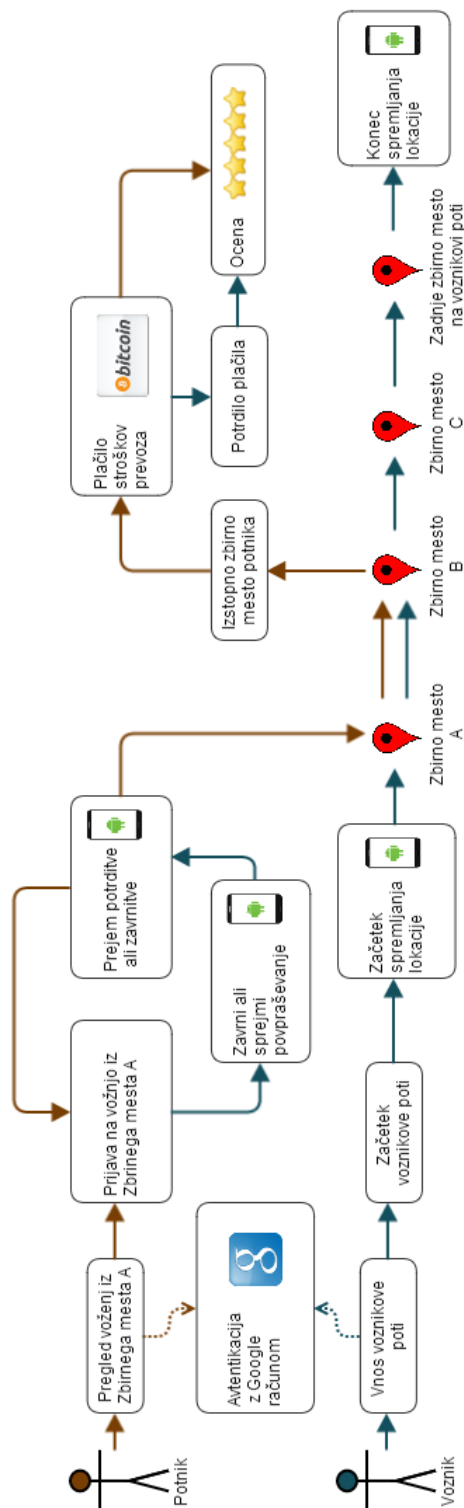 Potnik
Pregled voženj iz
Zbirnega mesta A
Prijava na vožnjo iz
Zbrinega mesta A
Prejem potrditve
ali zavrnitve
Zavrni ali
sprejmi
povpraševanje
Avtentikacija
z Google
računom
g
Plačilo
stroškov
prevoza
bitcoin
Izstopno zbirno
mesto potnika
Potrdilo plačila
Ocena
Voznik
Vnos voznikove
poti
Začetek
voznikove poti
Začetek
spremljanja
lokacije
Zbirno mesto
A
Zbirno mesto
B
Zbirno mesto
C
Zadnje zbirno mesto
na voznikovi poti
Konec
spremljanja
lokacije